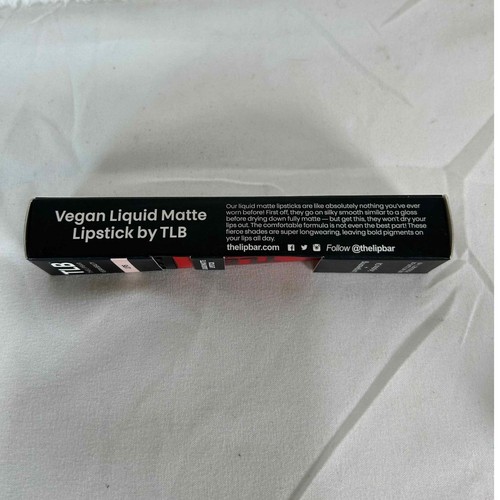 Vegan Liquid Matte
Lipstick by TLB
Our liquid matte lipsticks are like absolutely nothing you've ever
worn before! First off, they go on silky smooth similar to a gloss
before drying down fully matte — but get this, they won't dry your
lips out. The comfortable formula is not even the best part! These
fierce shades are super longwearing, leaving bold pigments on
your lips all day.
thelipbar.com Follow @thelipbar
TLB